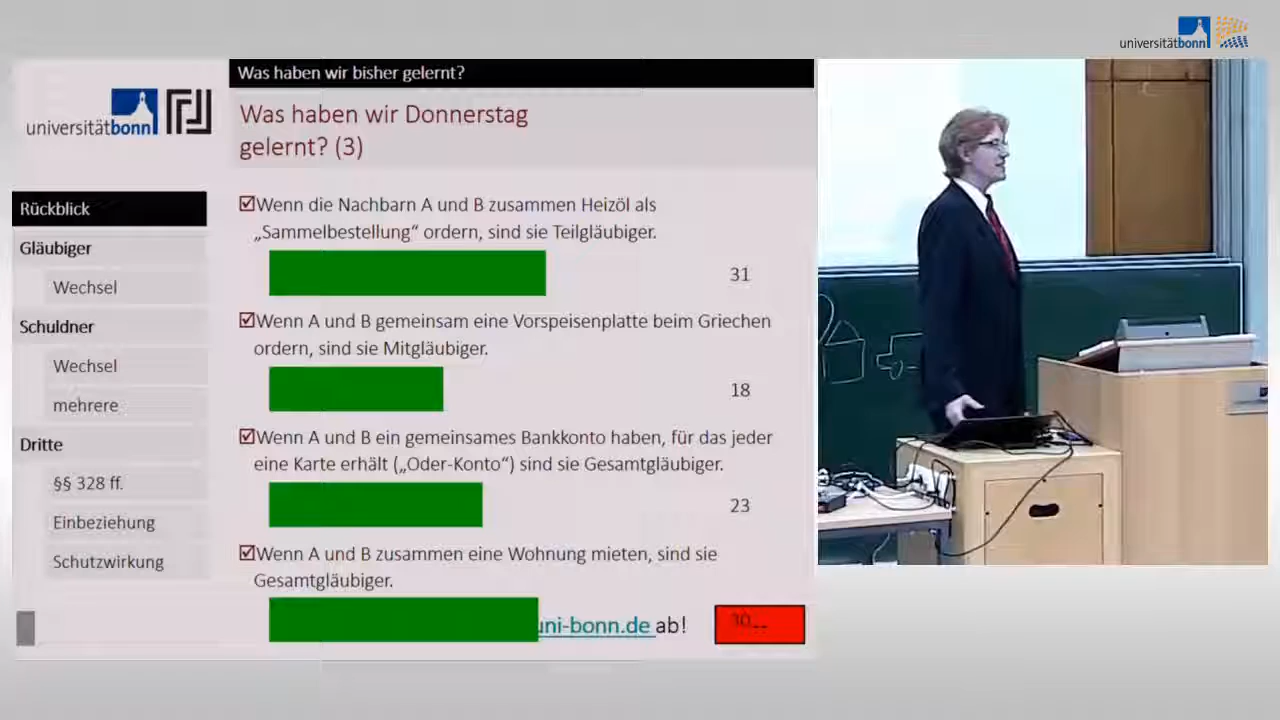 universitätbonn
Was haben wir bisher gelernt?
universitätbonn
Was haben wir Donnerstag
gelernt? (3)
Rückblick
Gläubiger
Wechsel
Schuldner
Wechsel
mehrere
Dritte
§§ 328 ff.
Einbeziehung
Schutzwirkung
Wenn die Nachbarn A und B zusammen Heizöl als
„Sammelbestellung“ ordern, sind sie Teilgläubiger.
31
Wenn A und B gemeinsam eine Vorspeisenplatte beim Griechen
ordern, sind sie Mitgläubiger.
18
Wenn A und B ein gemeinsames Bankkonto haben, für das jeder
eine Karte erhält („Oder-Konto“) sind sie Gesamtgläubiger.
23
Wenn A und B zusammen eine Wohnung mieten, sind sie
Gesamtgläubiger.
uni-bonn.de ab!